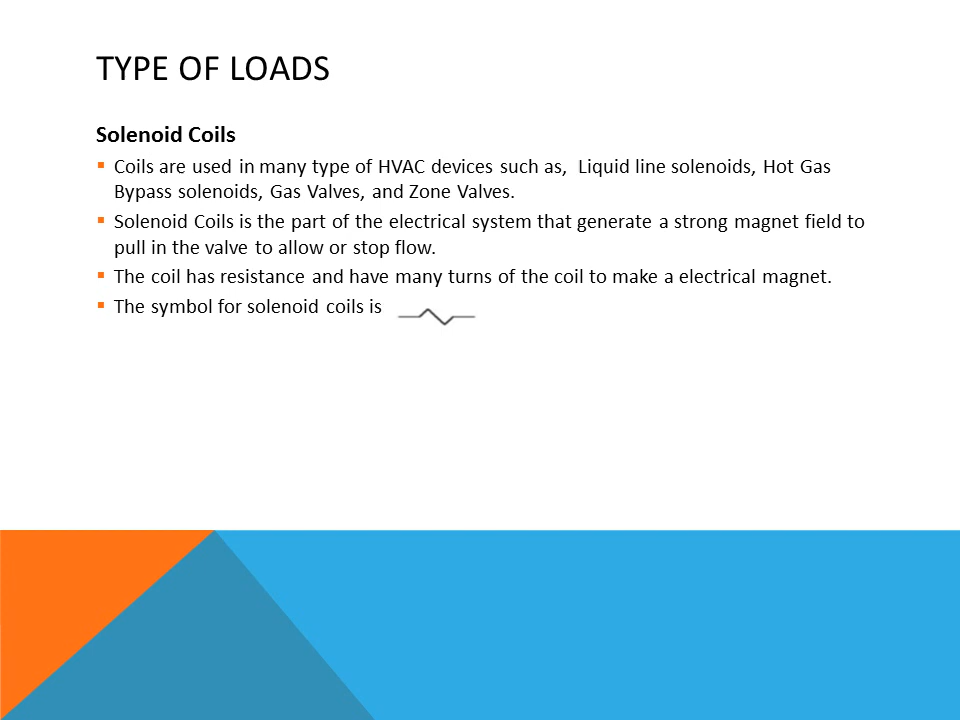 TYPE OF LOADS
Solenoid Coils
▪ Coils are used in many type of HVAC devices such as,  Liquid line solenoids, Hot Gas
Bypass solenoids, Gas Valves, and Zone Valves.
▪ Solenoid Coils is the part of the electrical system that generate a strong magnet field to
pull in the valve to allow or stop flow.
▪ The coil has resistance and have many turns of the coil to make a electrical magnet.
▪ The symbol for solenoid coils is